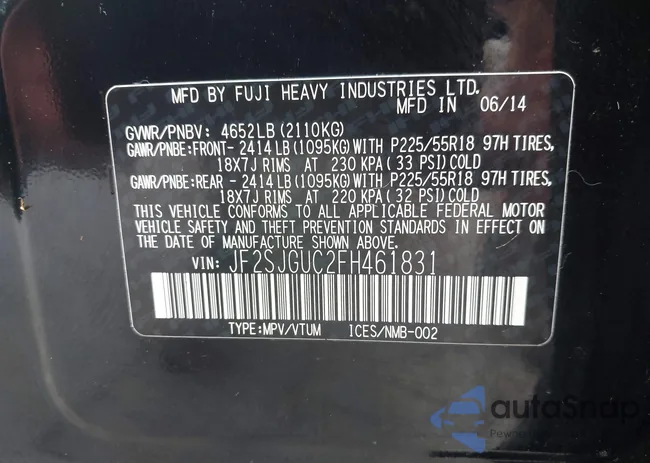 MFD BY FUJI HEAVY INDUSTRIES LTD.
MFD IN 06/14
GVWR/PNBV: 4652LB(2110KG)
GAWR/PNBE:FRONT- 2414LB(1095KG)WITH P225/55R18 97H TIRES,
18X7J RIMS AT 230 KPA(33 PSI)COLD
GAWR/PNBE:REAR - 2414LB(1095KG)WITH P225/55R18 97H TIRES,
18X7J RIMS AT 220 KPA(32 PSI)COLD
THIS VEHICLE CONFORMS TO ALL APPLICABLE FEDERAL MOTOR
VEHICLE SAFETY AND THEFT PREVENTION STANDARDS IN EFFECT ON
THE DATE OF MANUFACTURE SHOWN ABOVE.
VIN: JF2SJGUC2FH461831
TYPE:MPV/VTUM ICES/NMB-002
autoSnap